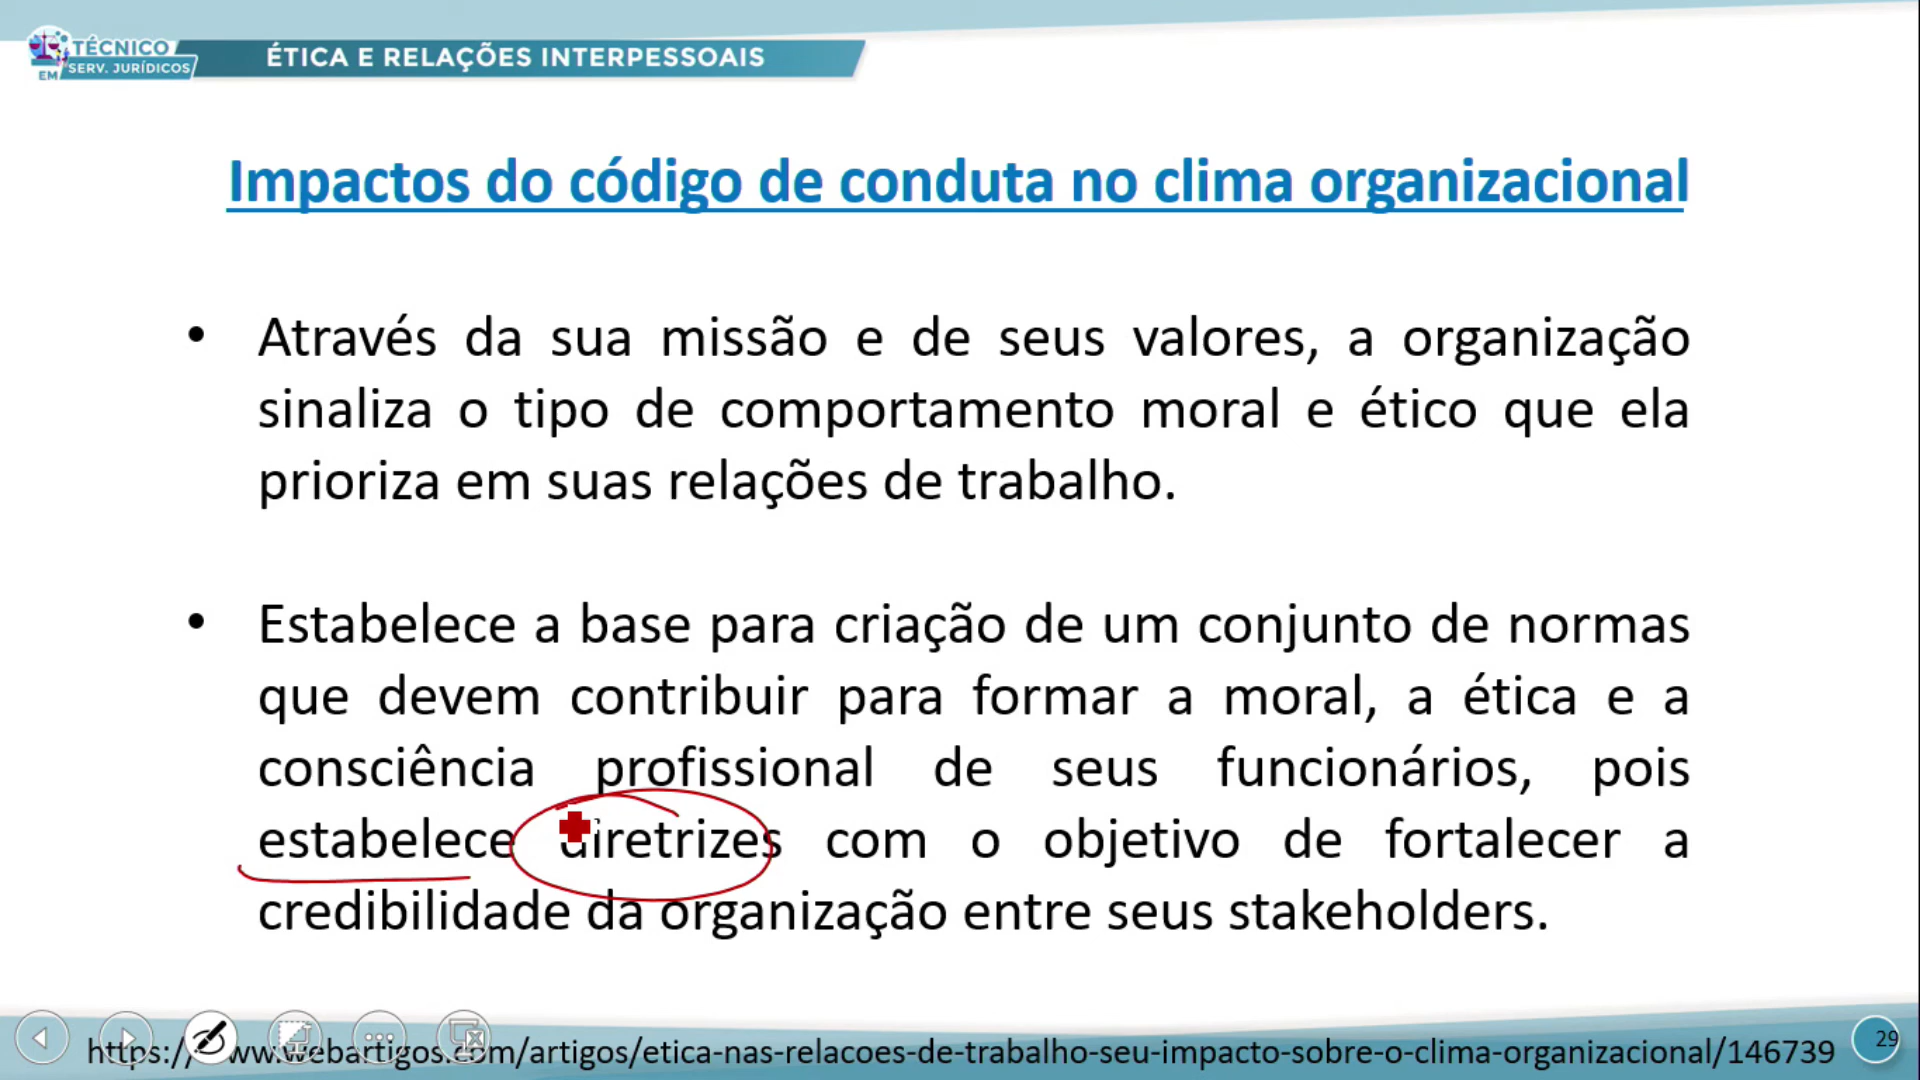 TÉCNICO
EM SERV. JURÍDICOS
ÉTICA E RELAÇÕES INTERPESSOAIS
Impactos do código de conduta no clima organizacional
• Através da sua missão e de seus valores, a organização
sinaliza o tipo de comportamento moral e ético que ela
prioriza em suas relações de trabalho.
• Estabelece a base para criação de um conjunto de normas
que devem contribuir para formar a moral, a ética e a
consciência profissional de seus funcionários, pois
estabelece diretrizes com o objetivo de fortalecer a
credibilidade da organização entre seus stakeholders.
https://www.webartigos.com/artigos/etica-nas-relacoes-de-trabalho-seu-impacto-sobre-o-clima-organizacional/146739
29